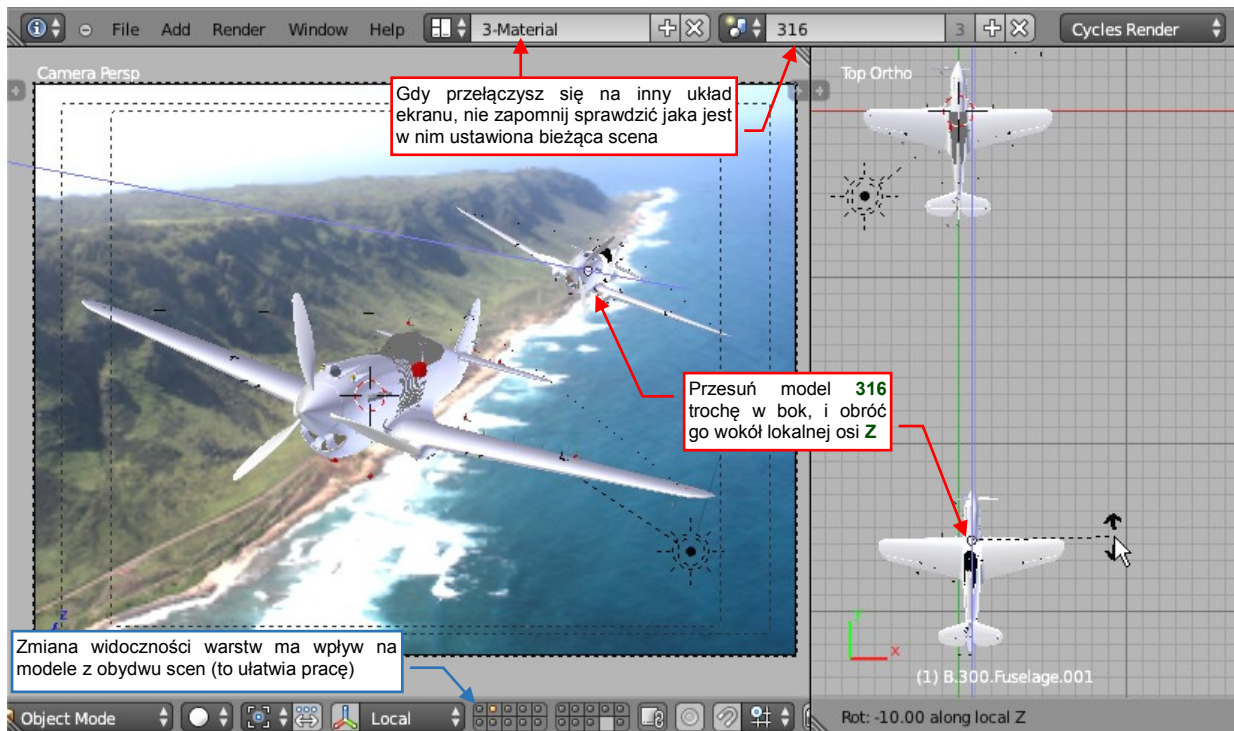 File Add Render Window Help 3-Material 316 3 Cycles Render
Camera Persp
Top Ortho
Gdy przełączysz się na inny układ
ekranu, nie zapomnij sprawdzić jaka jest
w nim ustawiona bieżąca scena
Przesuń model 316
trochę w bok, i obróć
go wokół lokalnej osi Z
Zmiana widoczności warstw ma wpływ na
modele z obydwu scen (to ułatwia pracę)
z
y
x
(1) B.300.Fuselage.001
Object Mode Local
Rot: -10.00 along local Z